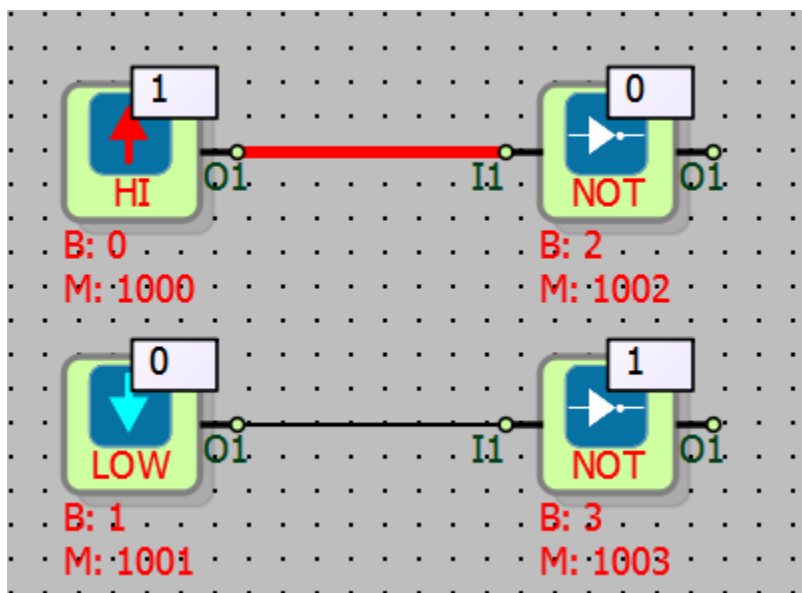 1 0
O1 I1 O1
HI NOT
B: 0 B: 2
M: 1000 M: 1002
0 1
O1 I1 O1
LOW NOT
B: 1 B: 3
M: 1001 M: 1003